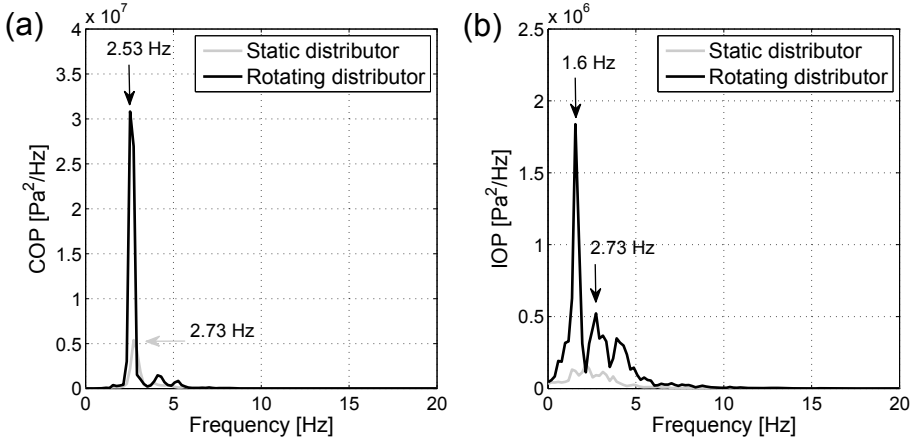 (a)
x 10^7
2.53 Hz
Static distributor
Rotating distributor
4
3.5
3
2.5
2
1.5
1
0.5
0
COP [Pa^2/Hz]
2.73 Hz
0 5 10 15 20
Frequency [Hz]
(b)
x 10^6
1.6 Hz
Static distributor
Rotating distributor
2.5
2
1.5
1
0.5
0
IOP [Pa^2/Hz]
2.73 Hz
0 5 10 15 20
Frequency [Hz]